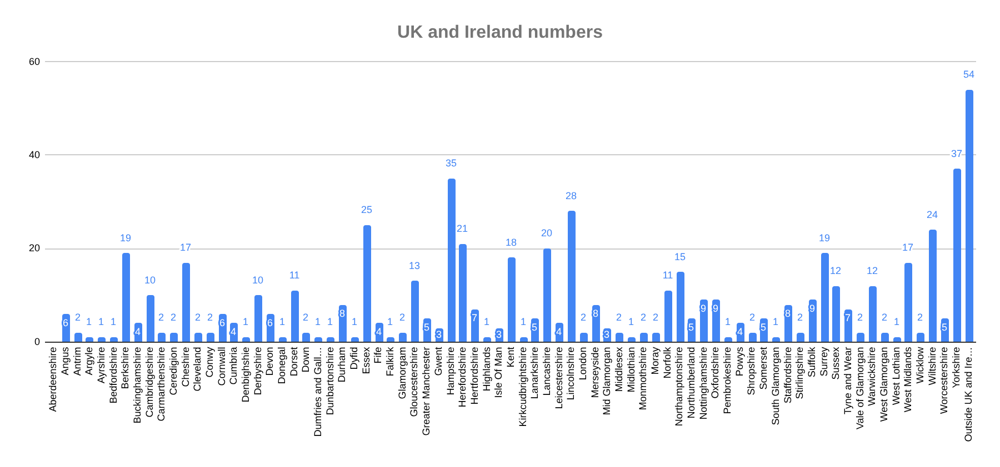 UK and Ireland numbers
60
40
20
0
6
2
1
1
1
19
4
10
2
2
17
2
2
6
4
1
10
6
1
11
2
1
1
8
1
25
4
1
2
13
5
3
35
21
7
1
3
18
1
5
20
4
28
2
8
3
2
1
2
2
11
15
5
9
9
1
4
2
5
1
8
2
9
19
12
7
2
12
2
1
17
2
24
5
37
54
Aberdeenshire
Angus
Antrim
Argyle
Ayrshire
Bedfordshire
Berkshire
Buckinghamshire
Cambridgeshire
Carmarthenshire
Ceredigion
Cheshire
Cleveland
Conwy
Cornwall
Cumbria
Denbighshie
Derbyshire
Devon
Donegal
Dorset
Down
Dumfries and Gall…
Dunbartonshire
Durham
Dyfid
Essex
Fife
Falkirk
Glamorgam
Gloucestershire
Greater Manchester
Gwent
Hampshire
Herefordshire
Hertfordshire
Highlands
Isle Of Man
Kent
Kirkcudbrightshire
Lanarkshire
Lancashire
Leicestershire
Lincolnshire
London
Merseyside
Mid Glamorgan
Middlesex
Midlothian
Monmothshire
Moray
Norfolk
Northamptonshire
Northumberland
Nottinghamshire
Oxfordshire
Pembrokeshire
Powys
Shropshire
Somerset
South Glamorgan
Staffordshire
Stirlingshire
Suffolk
Surrey
Sussex
Tyne and Wear
Vale of Glamorgan
Warwickshire
West Glamorgan
West Lothian
West Midlands
Wicklow
Wiltshire
Worcestershire
Yorkshire
Outside UK and Ire…